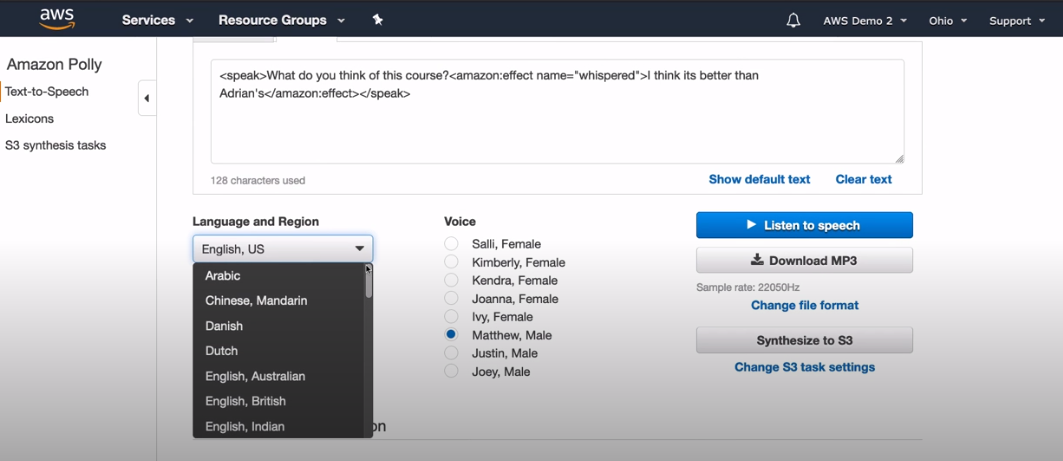 aws
Services
Resource Groups
AWS Demo 2
Ohio
Support
Amazon Polly
Text-to-Speech
Lexicons
S3 synthesis tasks
<speak>What do you think of this course?<amazon:effect name="whispered">I think its better than
Adrian's</amazon:effect></speak>
128 characters used
Show default text
Clear text
Language and Region
English, US
Arabic
Chinese, Mandarin
Danish
Dutch
English, Australian
English, British
English, Indian
on
Voice
Salli, Female
Kimberly, Female
Kendra, Female
Joanna, Female
Ivy, Female
Matthew, Male
Justin, Male
Joey, Male
Listen to speech
Download MP3
Sample rate: 22050Hz
Change file format
Synthesize to S3
Change S3 task settings